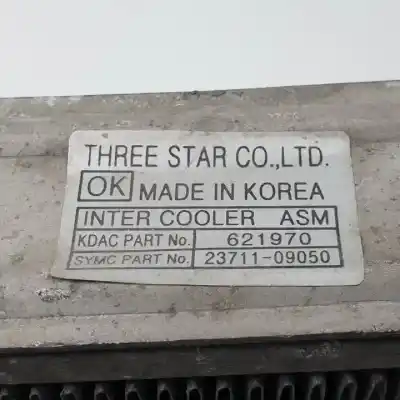 THREE STAR CO.,LTD.
OK MADE IN KOREA
INTER COOLER ASM
KDAC PART No. 621970
SYMC PART No. 23711-09050